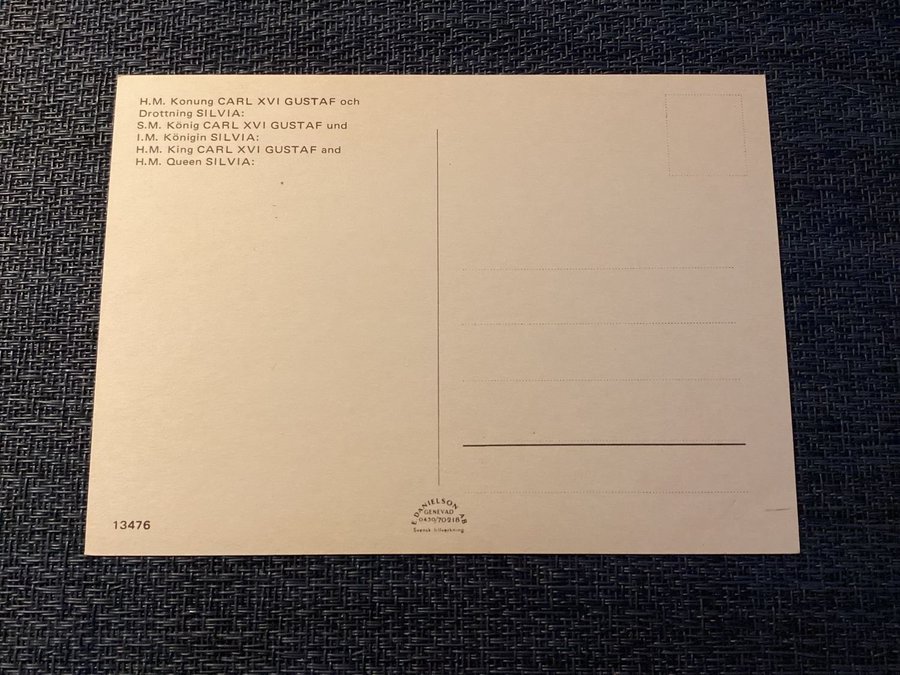 H.M. Konung CARL XVI GUSTAF och
Drottning SILVIA:
S.M. König CARL XVI GUSTAF und
I.M. Königin SILVIA:
H.M. King CARL XVI GUSTAF and
H.M. Queen SILVIA:
13476
E. DANIELSON AB
GENEVAD
0430/70218
Svensk tillverkning